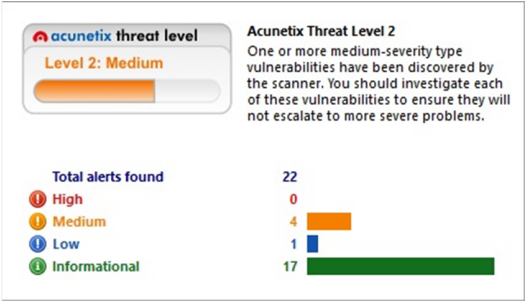 acunetix threat level
Level 2: Medium
Acunetix Threat Level 2
One or more medium-severity type
vulnerabilities have been discovered by
the scanner. You should investigate each
of these vulnerabilities to ensure they will
not escalate to more severe problems.
Total alerts found 22
High 0
Medium 4
Low 1
Informational 17